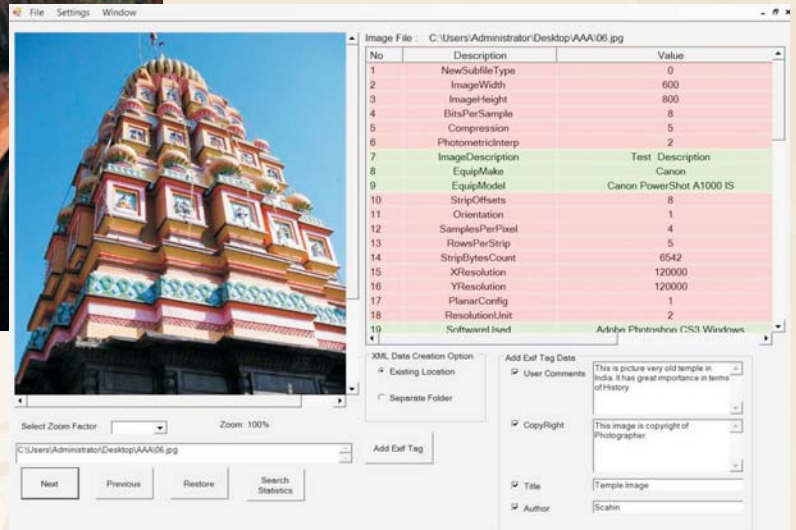 File Settings Window
Image File : C:\Users\Administrator\Desktop\AAA\06.jpg
No Description Value
1 NewSubfileType 0
2 ImageWidth 600
3 ImageHeight 800
4 BitsPerSample 8
5 Compression 5
6 PhotometricInterp 2
7 ImageDescription Test Description
8 EquipMake Canon
9 EquipModel Canon PowerShot A1000 IS
10 StripOffsets 8
11 Orientation 1
12 SamplesPerPixel 4
13 RowsPerStrip 5
14 StripBytesCount 6542
15 XResolution 120000
16 YResolution 120000
17 PlanarConfig 1
18 ResolutionUnit 2
19 SoftwareUsed Adobe Photoshop CS3 Windows
Select Zoom Factor Zoom: 100%
C:\Users\Administrator\Desktop\AAA\06.jpg
Next Previous Restore Search
Statistics
XML Data Creation Option
Existing Location
Separate Folder
Add Exif Tag
Add Exif Tag Data
User Comments
This is picture very old temple in
India. It has great importance in terms
of History
CopyRight
This image is copyright of
Photographer.
Title Temple Image
Author Scahin